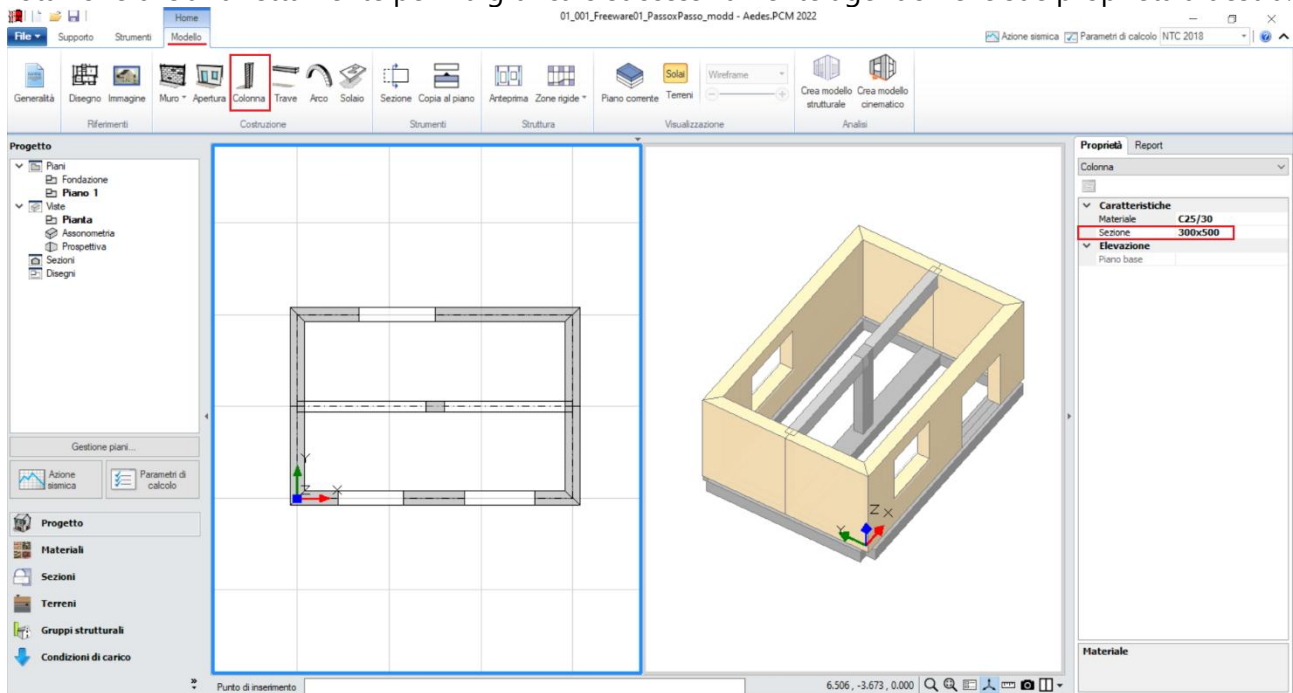 01_001_Freeware01_PassoxPasso_modd - Aedes.PCM 2022
Home
File Supporto Strumenti Modello
Azione sismica Parametri di calcolo NTC 2018
Generalità Disegno Immagine Muro Apertura Colonna Trave Arco Solaio Sezione Copia al piano Anteprima Zone rigide Piano corrente Solai Terreni Wireframe Crea modello strutturale Crea modello cinematico
Riferimenti Costruzione Strumenti Struttura Visualizzazione Analisi
Progetto
Piani
Fondazione
Piano 1
Viste
Pianta
Assonometria
Prospettiva
Sezioni
Disegni
Gestione piani...
Azione sismica
Parametri di calcolo
Progetto
Materiali
Sezioni
Terreni
Gruppi strutturali
Condizioni di carico
Y
Z X
Z X
Y
Proprietà Report
Colonna
Caratteristiche
Materiale C25/30
Sezione 300x500
Elevazione
Piano base
Materiale
Punto di inserimento
6.506 , -3.673 , 0.000